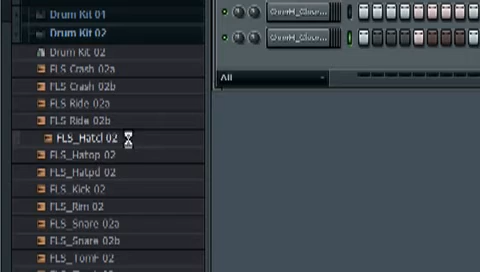 Drum Kit 01
Drum Kit 02
Drum Kit 02
FLS Crash 02a
FLS Crash 02b
FLS Ride 02a
FLS Ride 02b
FLS_Hatcl 02
FLS_Hatop 02
FLS_Hatpd 02
FLS_Kick 02
FLS_Rim 02
FLS_Snare 02a
FLS_Snare 02b
FLS_TomF 02
All